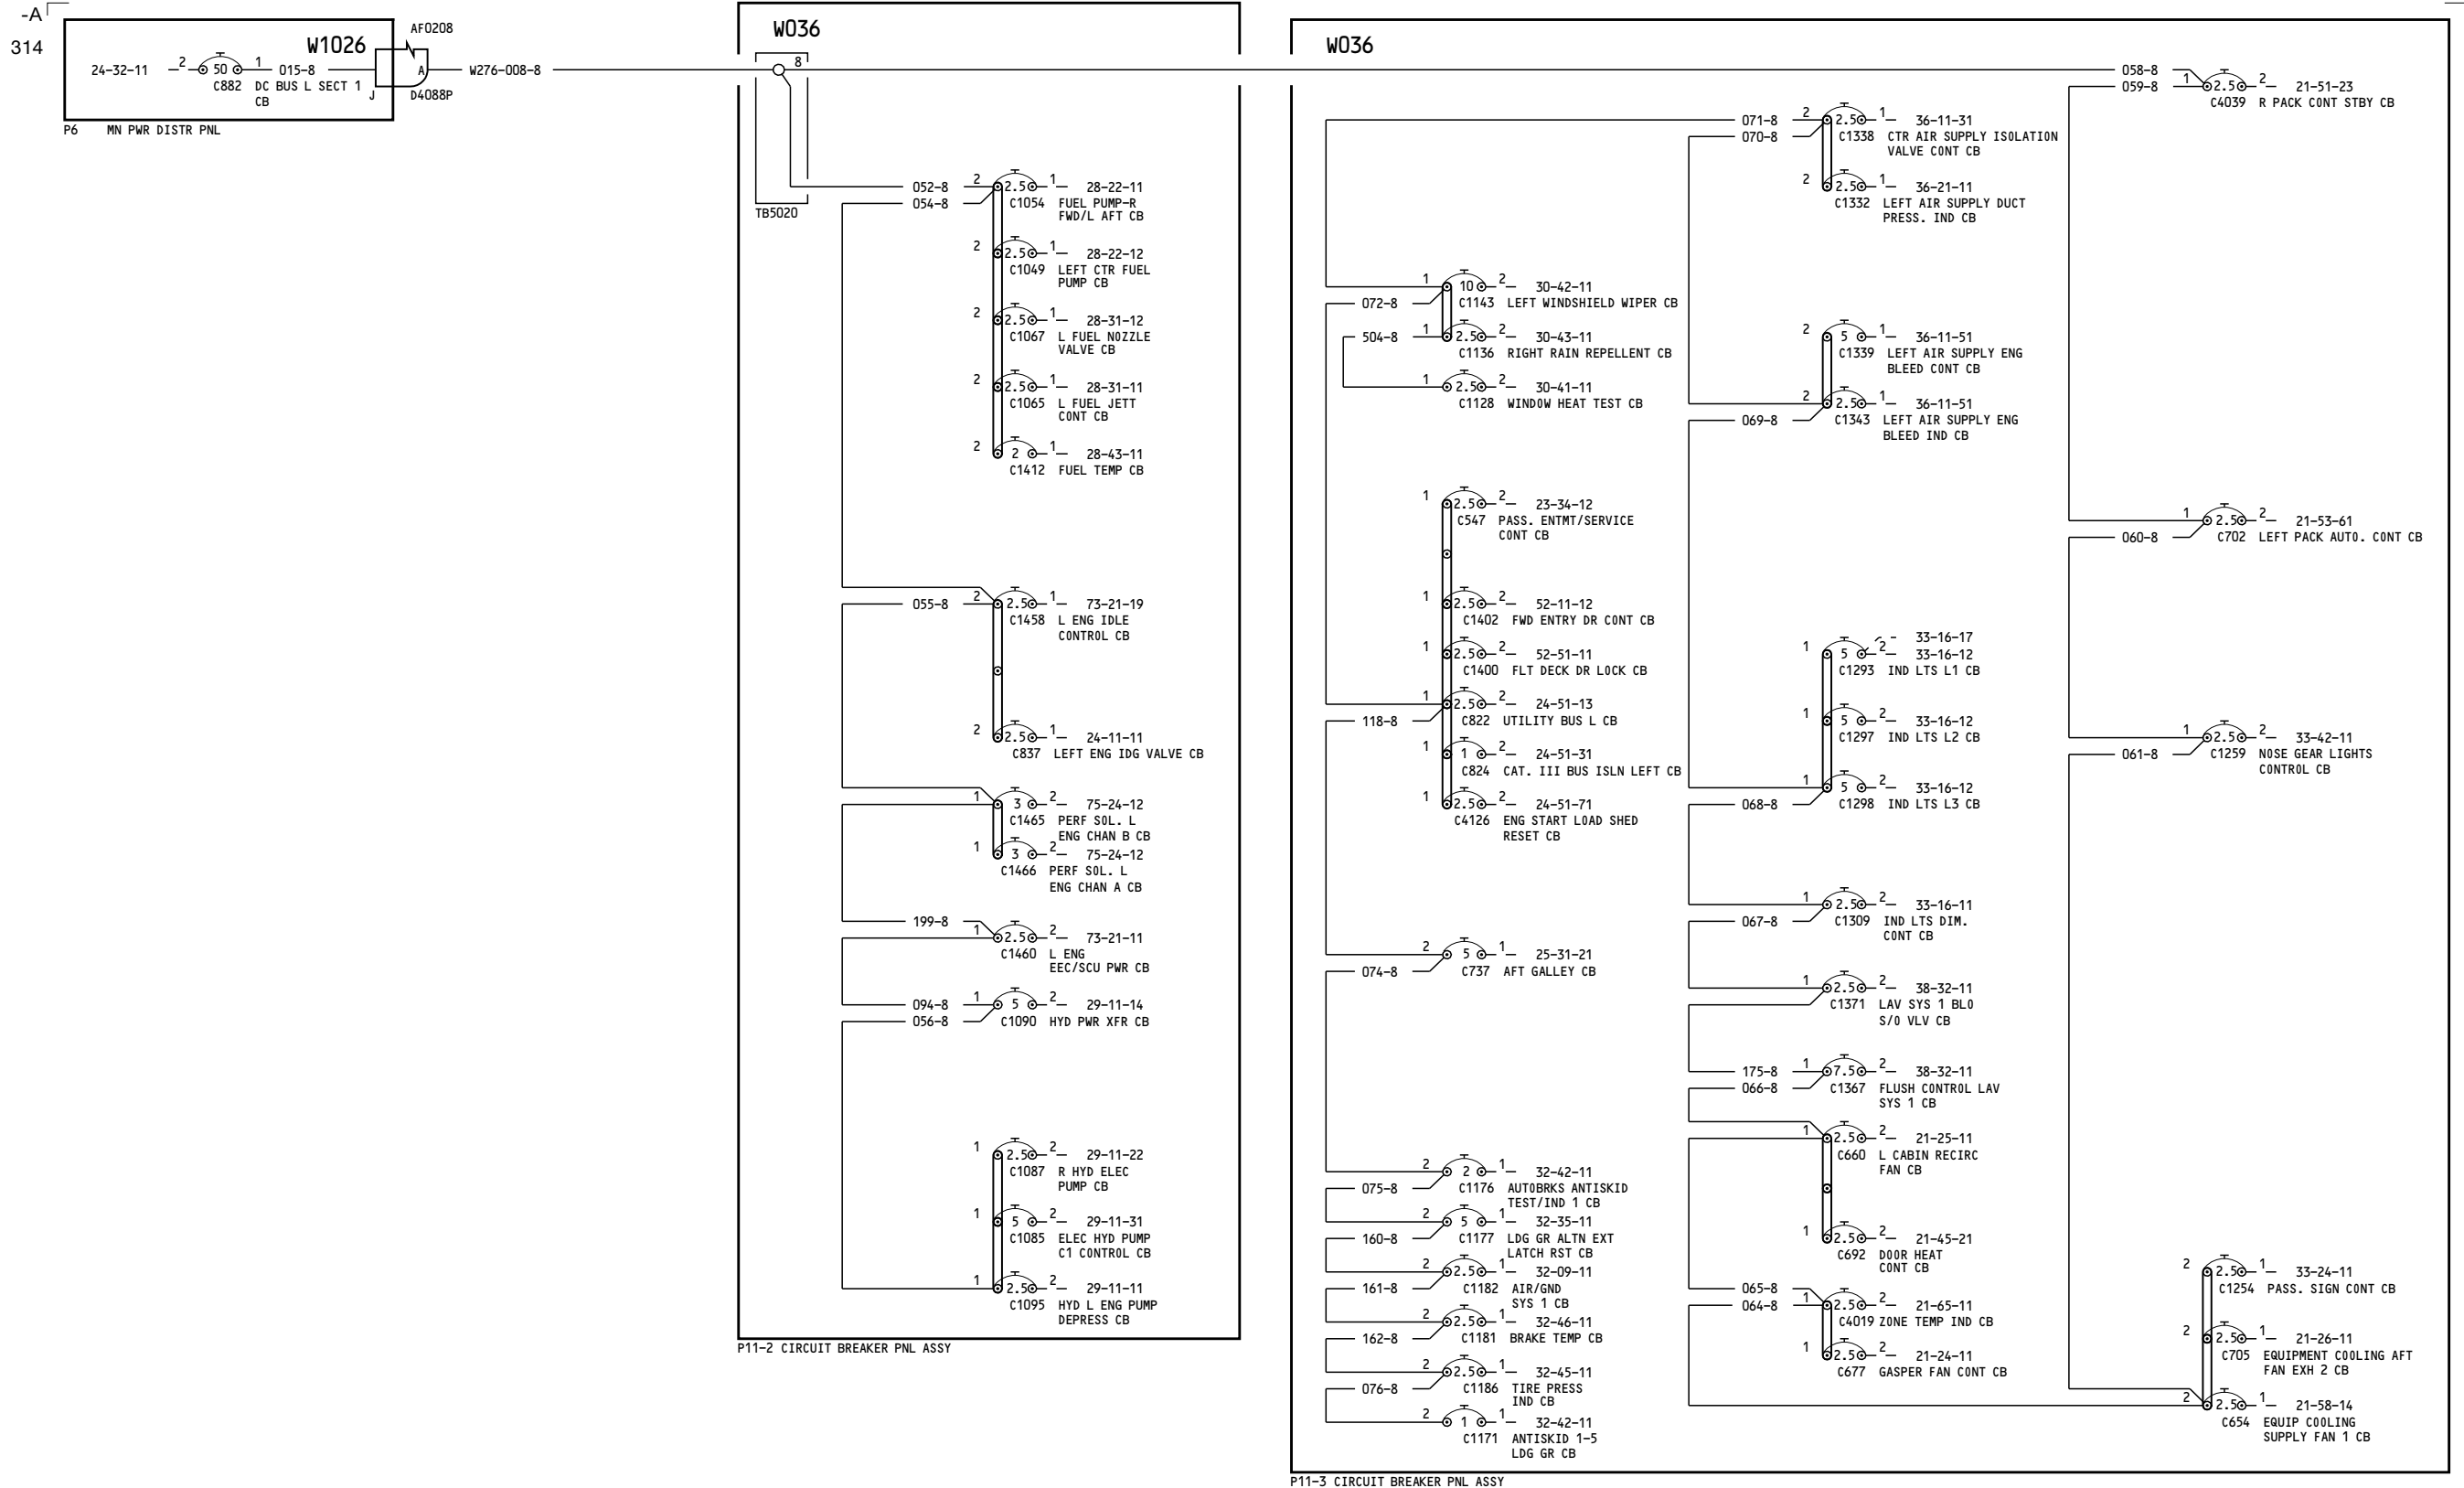 -A
314
W1026
24-32-11
2
50
1
015-8
C882
DC BUS L SECT 1
CB
J
A
AF0208
D4088P
P6 MN PWR DISTR PNL
W276-008-8
W036
8
TB5020
052-8
2
2.5
1
28-22-11
054-8
C1054
FUEL PUMP-R
FWD/L AFT CB
2
2.5
1
28-22-12
C1049
LEFT CTR FUEL
PUMP CB
2
2.5
1
28-31-12
C1067
L FUEL NOZZLE
VALVE CB
2
2.5
1
28-31-11
C1065
L FUEL JETT
CONT CB
2
2
1
28-43-11
C1412
FUEL TEMP CB
055-8
2
2.5
1
73-21-19
C1458
L ENG IDLE
CONTROL CB
2
2.5
1
24-11-11
C837
LEFT ENG IDG VALVE CB
1
3
2
75-24-12
C1465
PERF SOL. L
ENG CHAN B CB
1
3
2
75-24-12
C1466
PERF SOL. L
ENG CHAN A CB
199-8
1
2.5
2
73-21-11
C1460
L ENG
EEC/SCU PWR CB
094-8
1
5
2
29-11-14
056-8
C1090
HYD PWR XFR CB
1
2.5
2
29-11-22
C1087
R HYD ELEC
PUMP CB
1
5
2
29-11-31
C1085
ELEC HYD PUMP
C1 CONTROL CB
1
2.5
2
29-11-11
C1095
HYD L ENG PUMP
DEPRESS CB
P11-2 CIRCUIT BREAKER PNL ASSY
W036
1
10
2
30-42-11
072-8
C1143
LEFT WINDSHIELD WIPER CB
504-8
1
2.5
2
30-43-11
C1136
RIGHT RAIN REPELLENT CB
1
2.5
2
30-41-11
C1128
WINDOW HEAT TEST CB
1
2.5
2
23-34-12
C547
PASS. ENTMT/SERVICE
CONT CB
1
2.5
2
52-11-12
C1402
FWD ENTRY DR CONT CB
1
2.5
2
52-51-11
C1400
FLT DECK DR LOCK CB
1
2.5
2
24-51-13
118-8
C822
UTILITY BUS L CB
1
1
2
24-51-31
C824
CAT. III BUS ISLN LEFT CB
1
2.5
2
24-51-71
C4126
ENG START LOAD SHED
RESET CB
2
5
1
25-31-21
074-8
C737
AFT GALLEY CB
2
2
1
32-42-11
075-8
C1176
AUTOBRKS ANTISKID
TEST/IND 1 CB
2
5
1
32-35-11
160-8
C1177
LDG GR ALTN EXT
LATCH RST CB
2
2.5
1
32-09-11
161-8
C1182
AIR/GND
SYS 1 CB
2
2.5
1
32-46-11
162-8
C1181
BRAKE TEMP CB
2
2.5
1
32-45-11
076-8
C1186
TIRE PRESS
IND CB
2
1
1
32-42-11
C1171
ANTISKID 1-5
LDG GR CB
071-8
2
2.5
1
36-11-31
070-8
C1338
CTR AIR SUPPLY ISOLATION
VALVE CONT CB
2
2.5
1
36-21-11
C1332
LEFT AIR SUPPLY DUCT
PRESS. IND CB
2
5
1
36-11-51
C1339
LEFT AIR SUPPLY ENG
BLEED CONT CB
2
2.5
1
36-11-51
069-8
C1343
LEFT AIR SUPPLY ENG
BLEED IND CB
33-16-17
1
5
2
33-16-12
C1293
IND LTS L1 CB
1
5
2
33-16-12
C1297
IND LTS L2 CB
1
5
2
33-16-12
068-8
C1298
IND LTS L3 CB
1
2.5
2
33-16-11
067-8
C1309
IND LTS DIM.
CONT CB
1
2.5
2
38-32-11
C1371
LAV SYS 1 BLO
S/O VLV CB
175-8
1
7.5
2
38-32-11
066-8
C1367
FLUSH CONTROL LAV
SYS 1 CB
1
2.5
2
21-25-11
C660
L CABIN RECIRC
FAN CB
1
2.5
2
21-45-21
C692
DOOR HEAT
CONT CB
065-8
064-8
1
2.5
2
21-65-11
C4019
ZONE TEMP IND CB
1
2.5
2
21-24-11
C677
GASPER FAN CONT CB
058-8
059-8
1
2.5
2
21-51-23
C4039
R PACK CONT STBY CB
1
2.5
2
21-53-61
060-8
C702
LEFT PACK AUTO. CONT CB
1
2.5
2
33-42-11
061-8
C1259
NOSE GEAR LIGHTS
CONTROL CB
2
2.5
1
33-24-11
C1254
PASS. SIGN CONT CB
2
2.5
1
21-26-11
C705
EQUIPMENT COOLING AFT
FAN EXH 2 CB
2
2.5
1
21-58-14
C654
EQUIP COOLING
SUPPLY FAN 1 CB
P11-3 CIRCUIT BREAKER PNL ASSY